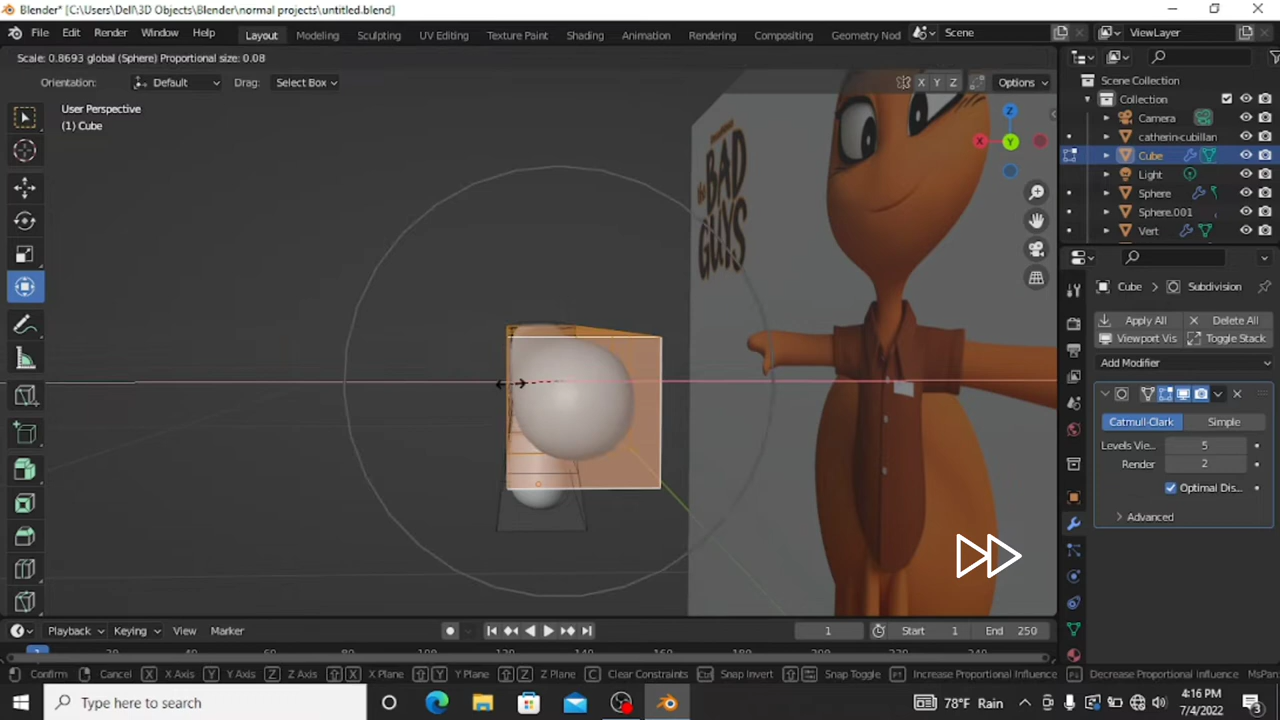 Blender* [C:\Users\Dell\3D Objects\Blender\normal projects\untitled.blend]
File Edit Render Window Help Layout Modeling Sculpting UV Editing Texture Paint Shading Animation Rendering Compositing Geometry Nod Scene ViewLayer
Scale: 0.8693 global (Sphere) Proportional size: 0.08
Orientation: Default Drag: Select Box X Y Z Options
User Perspective
(1) Cube
Scene Collection
Collection
Camera
catherin-cubillan
Cube
Light
Sphere
Sphere.001
Vert
Z
X Y
the BAD GUYS
Cube > Subdivision
Apply All Delete All
Viewport Vis Toggle Stack
Add Modifier
Catmull-Clark Simple
Levels Vie... 5
Render 2
Optimal Dis...
Advanced
Playback Keying View Marker 1 Start 1 End 250
Confirm Cancel X X Axis Y Y Axis Z Z Axis X X Plane Y Y Plane Z Z Plane C Clear Constraints Snap Invert Snap Toggle Increase Proportional Influence Decrease Proportional Influence MsPan
Type here to search 78°F Rain 4:16 PM
7/4/2022
3